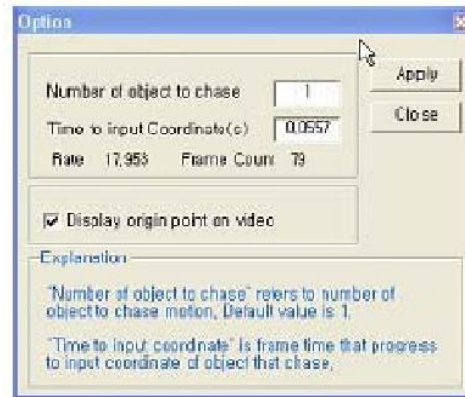 Option
Number of object to chase 1
Apply
Time to input Coordinate(s) 0,0557
Close
Rate 17,953 Frame Count 79
Display origin point on video
Explanation
"Number of object to chase" refers to number of
object to chase motion, Default value is 1,
"Time to input coordinate" is frame time that progress
to input coordinate of object that chase,